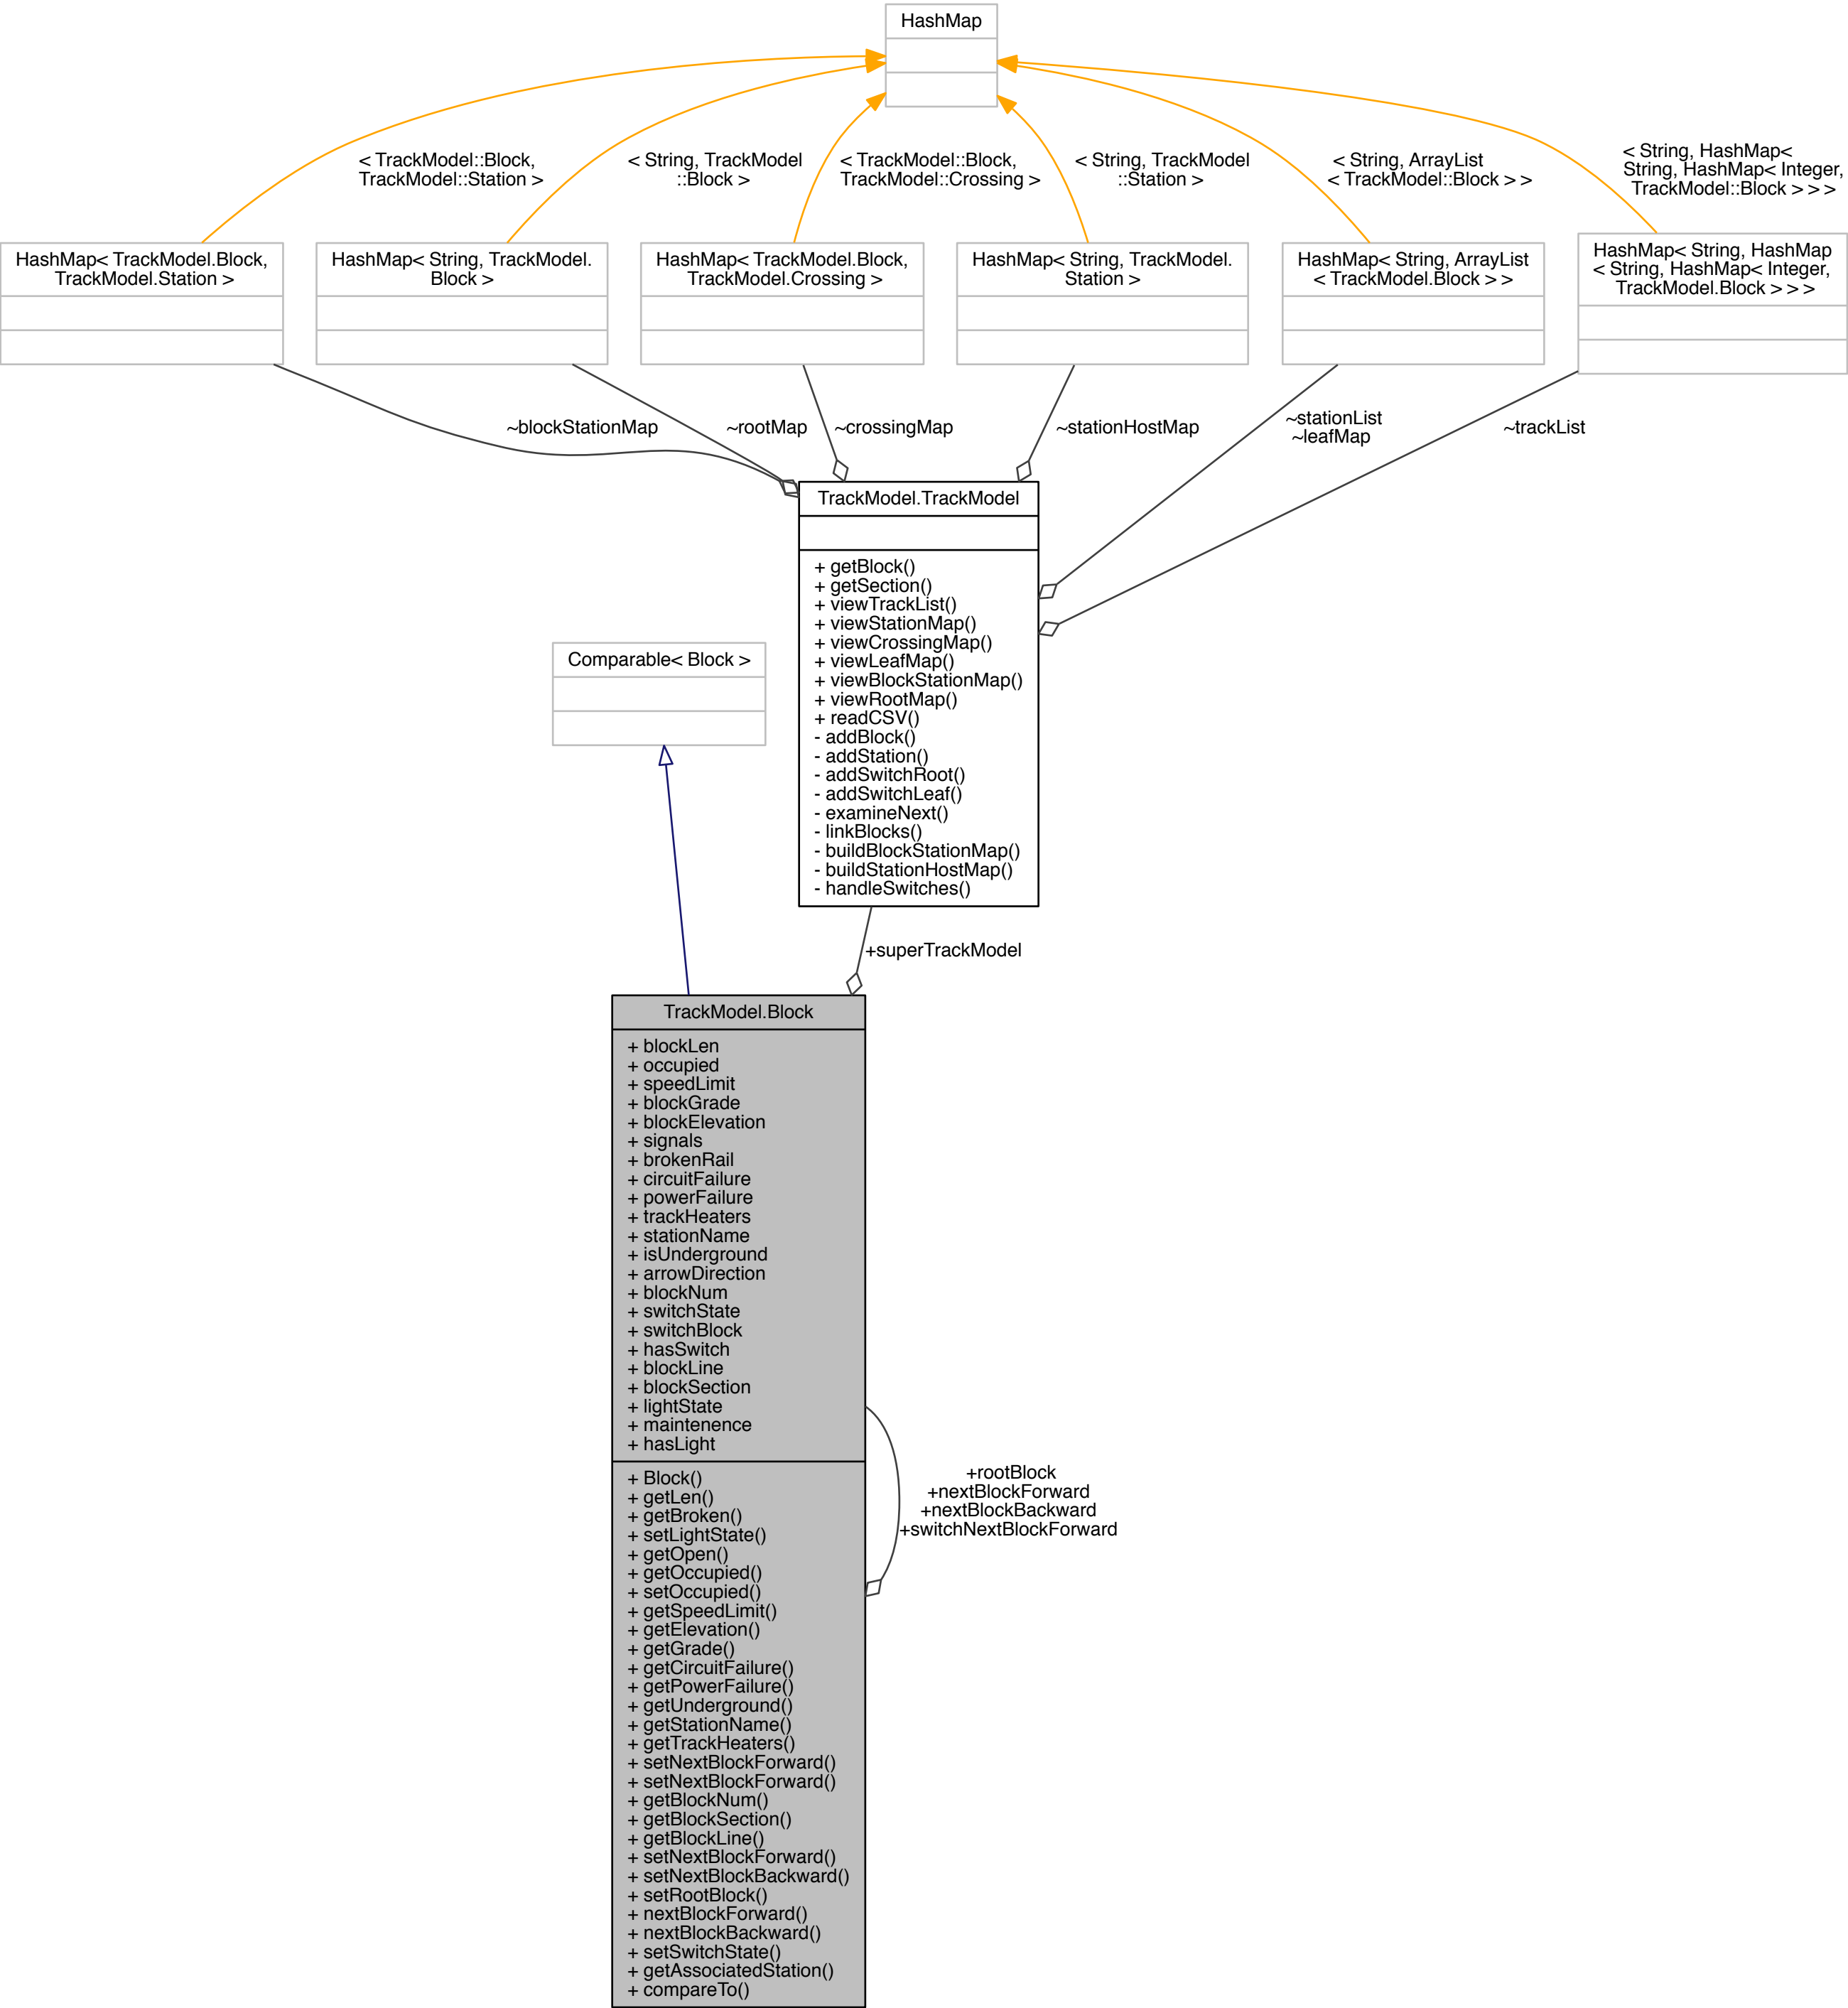 HashMap
< TrackModel::Block,
TrackModel::Station >
< String, TrackModel
::Block >
< TrackModel::Block,
TrackModel::Crossing >
< String, TrackModel
::Station >
< String, ArrayList
< TrackModel::Block > >
< String, HashMap<
String, HashMap< Integer,
TrackModel::Block > > >
HashMap< TrackModel.Block,
TrackModel.Station >
HashMap< String, TrackModel.
Block >
HashMap< TrackModel.Block,
TrackModel.Crossing >
HashMap< String, TrackModel.
Station >
HashMap< String, ArrayList
< TrackModel.Block > >
HashMap< String, HashMap
< String, HashMap< Integer,
TrackModel.Block > > >
~blockStationMap
~rootMap
~crossingMap
~stationHostMap
~stationList
~leafMap
~trackList
TrackModel.TrackModel
+ getBlock()
+ getSection()
+ viewTrackList()
+ viewStationMap()
+ viewCrossingMap()
+ viewLeafMap()
+ viewBlockStationMap()
+ viewRootMap()
+ readCSV()
- addBlock()
- addStation()
- addSwitchRoot()
- addSwitchLeaf()
- examineNext()
- linkBlocks()
- buildBlockStationMap()
- buildStationHostMap()
- handleSwitches()
Comparable< Block >
+superTrackModel
TrackModel.Block
+ blockLen
+ occupied
+ speedLimit
+ blockGrade
+ blockElevation
+ signals
+ brokenRail
+ circuitFailure
+ powerFailure
+ trackHeaters
+ stationName
+ isUnderground
+ arrowDirection
+ blockNum
+ switchState
+ switchBlock
+ hasSwitch
+ blockLine
+ blockSection
+ lightState
+ maintenence
+ hasLight
+ Block()
+ getLen()
+ getBroken()
+ setLightState()
+ getOpen()
+ getOccupied()
+ setOccupied()
+ getSpeedLimit()
+ getElevation()
+ getGrade()
+ getCircuitFailure()
+ getPowerFailure()
+ getUnderground()
+ getStationName()
+ getTrackHeaters()
+ setNextBlockForward()
+ setNextBlockForward()
+ getBlockNum()
+ getBlockSection()
+ getBlockLine()
+ setNextBlockForward()
+ setNextBlockBackward()
+ setRootBlock()
+ nextBlockForward()
+ nextBlockBackward()
+ setSwitchState()
+ getAssociatedStation()
+ compareTo()
+rootBlock
+nextBlockForward
+nextBlockBackward
+switchNextBlockForward